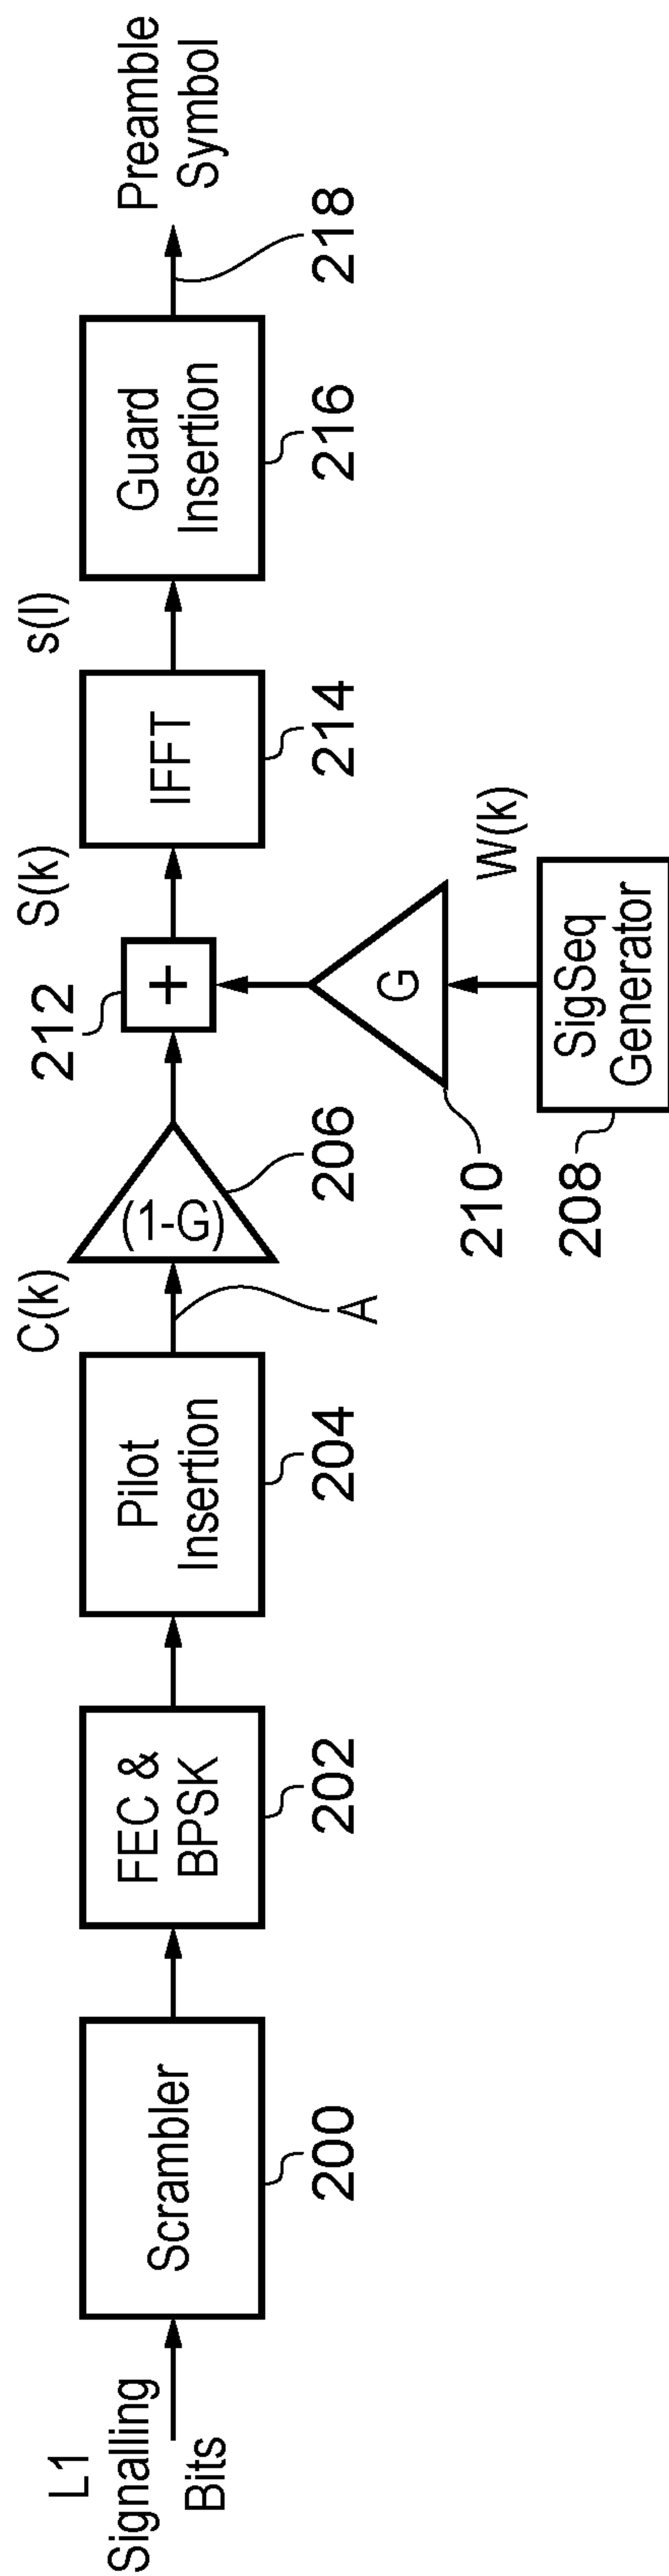 L1
Signalling
Bits
Scrambler
200
FEC &
BPSK
202
Pilot
Insertion
204
C(k)
A
(1-G)
206
212
+
S(k)
G
210
W(k)
SigSeq
Generator
208
IFFT
214
s(l)
Guard
Insertion
216
218
Preamble
Symbol